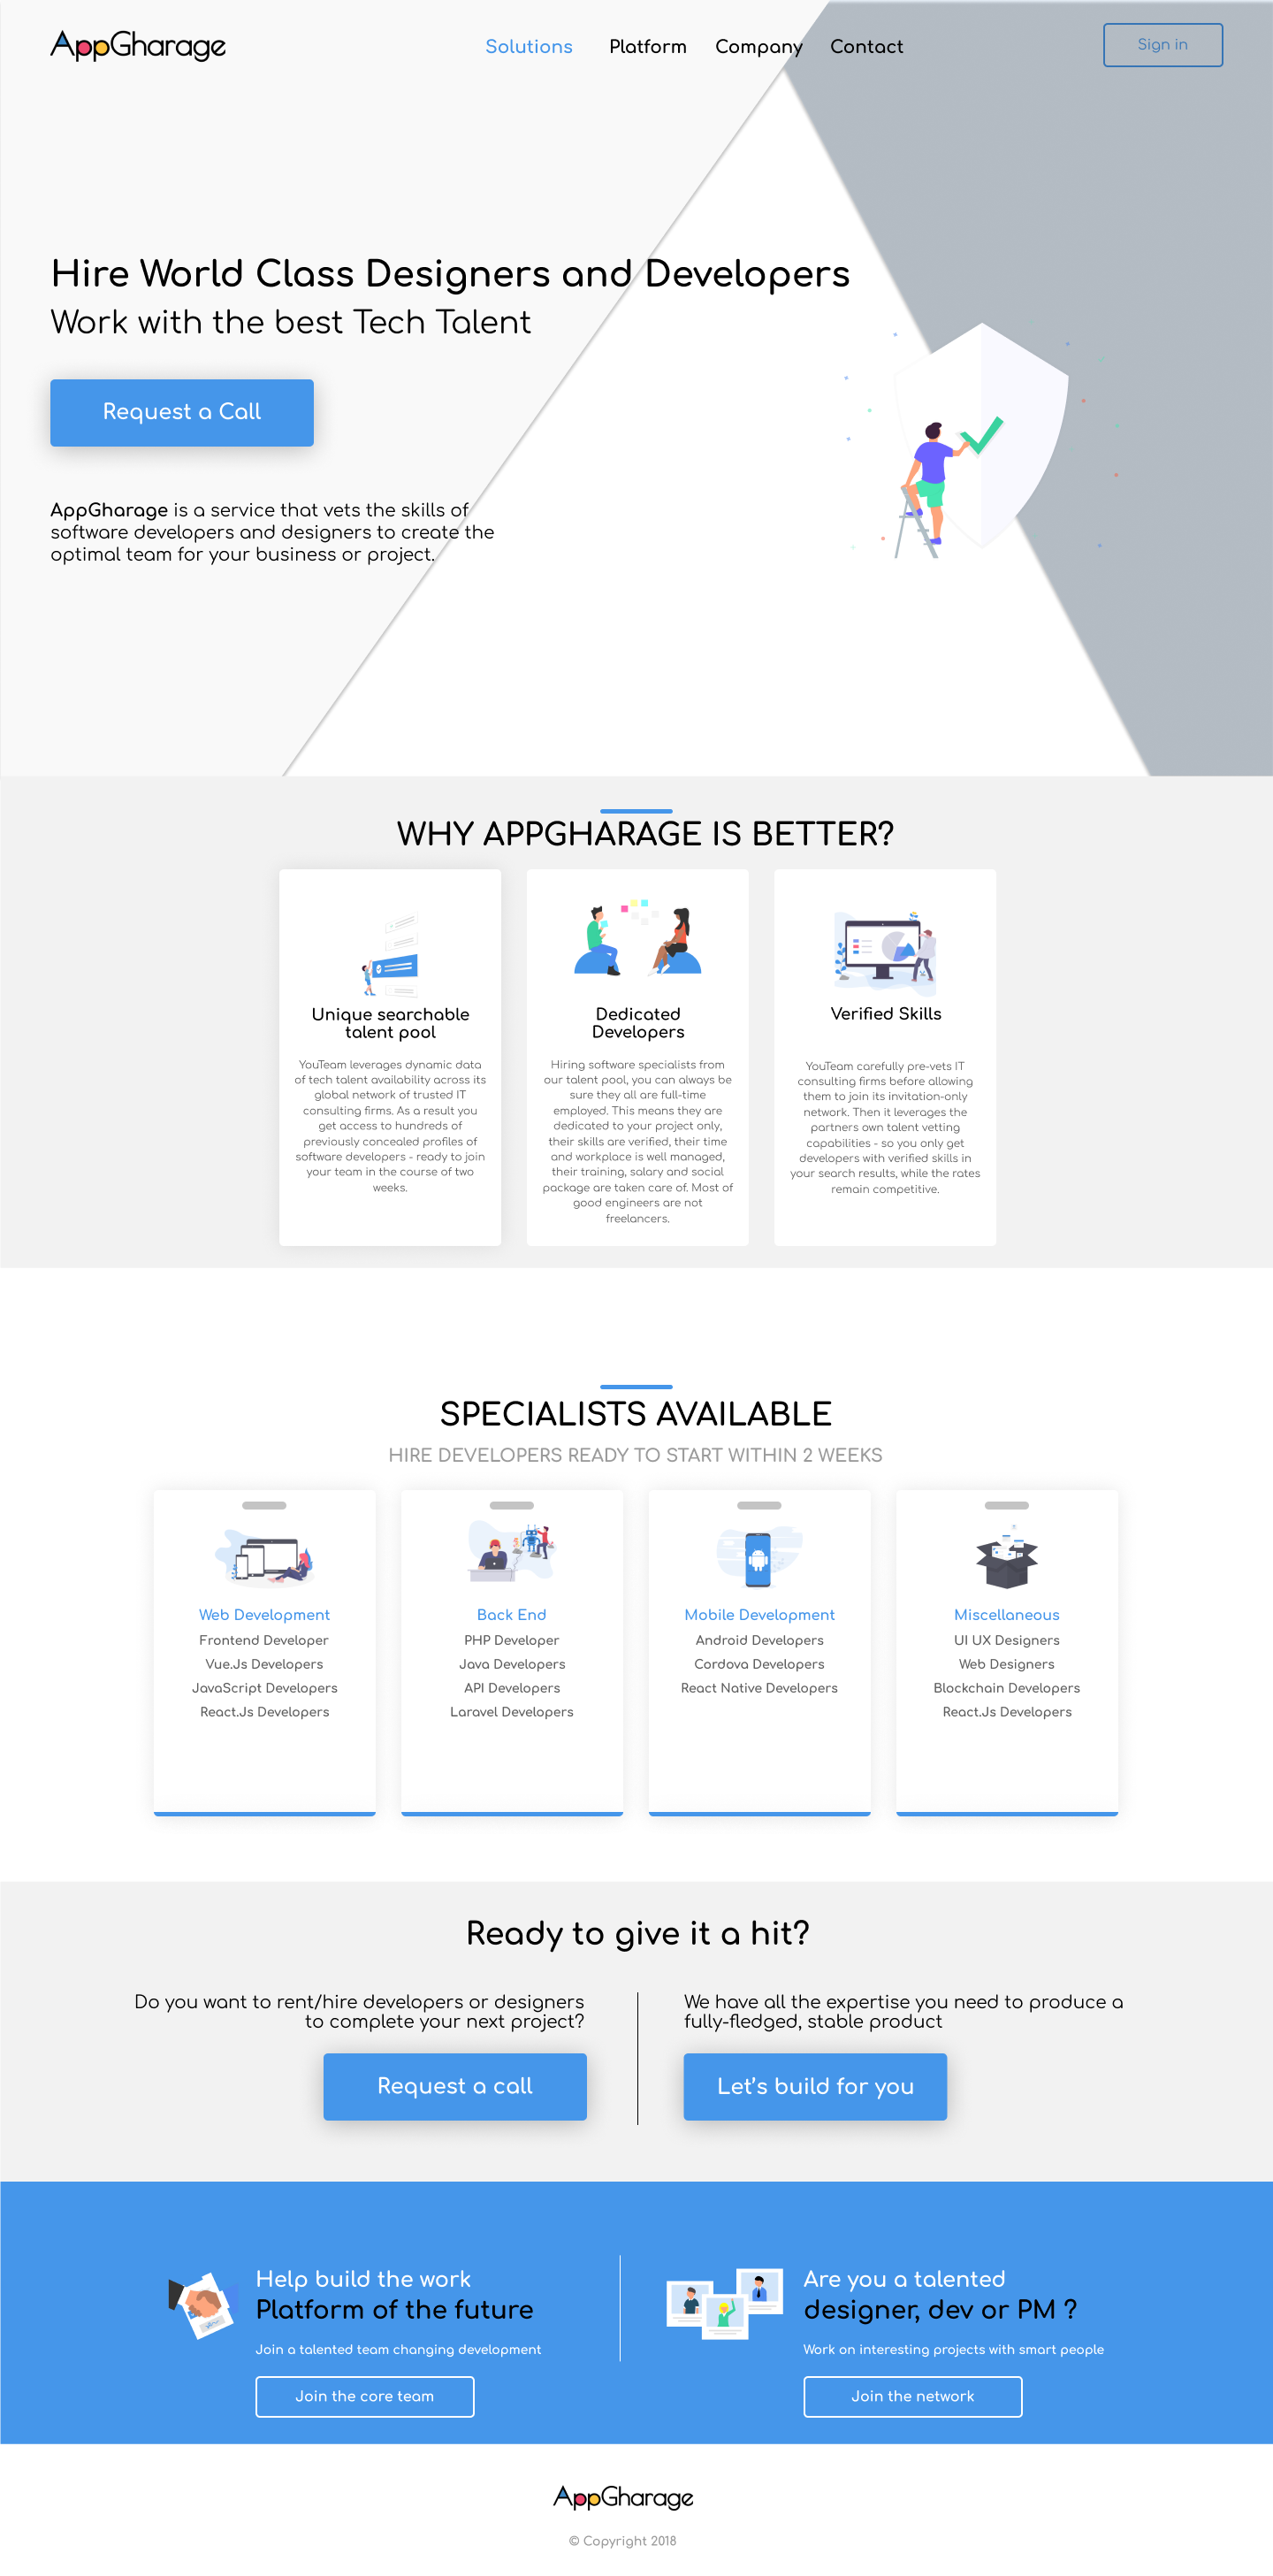 AppGharage
Solutions Platform Company Contact
Sign in
Hire World Class Designers and Developers
Work with the best Tech Talent
Request a Call
AppGharage is a service that vets the skills of
software developers and designers to create the
optimal team for your business or project.
WHY APPGHARAGE IS BETTER?
Unique searchable
talent pool
YouTeam leverages dynamic data
of tech talent availability across its
global network of trusted IT
consulting firms. As a result you
get access to hundreds of
previously concealed profiles of
software developers - ready to join
your team in the course of two
weeks.
Dedicated
Developers
Hiring software specialists from
our talent pool, you can always be
sure they all are full-time
employed. This means they are
dedicated to your project only,
their skills are verified, their time
and workplace is well managed,
their training, salary and social
package are taken care of. Most of
good engineers are not
freelancers.
Verified Skills
YouTeam carefully pre-vets IT
consulting firms before allowing
them to join its invitation-only
network. Then it leverages the
partners own talent vetting
capabilities - so you only get
developers with verified skills in
your search results, while the rates
remain competitive.
SPECIALISTS AVAILABLE
HIRE DEVELOPERS READY TO START WITHIN 2 WEEKS
Web Development
Frontend Developer
Vue.Js Developers
JavaScript Developers
React.Js Developers
Back End
PHP Developer
Java Developers
API Developers
Laravel Developers
Mobile Development
Android Developers
Cordova Developers
React Native Developers
Miscellaneous
UI UX Designers
Web Designers
Blockchain Developers
React.Js Developers
Ready to give it a hit?
Do you want to rent/hire developers or designers
to complete your next project?
Request a call
We have all the expertise you need to produce a
fully-fledged, stable product
Let's build for you
Help build the work
Platform of the future
Join a talented team changing development
Join the core team
Are you a talented
designer, dev or PM ?
Work on interesting projects with smart people
Join the network
AppGharage
© Copyright 2018